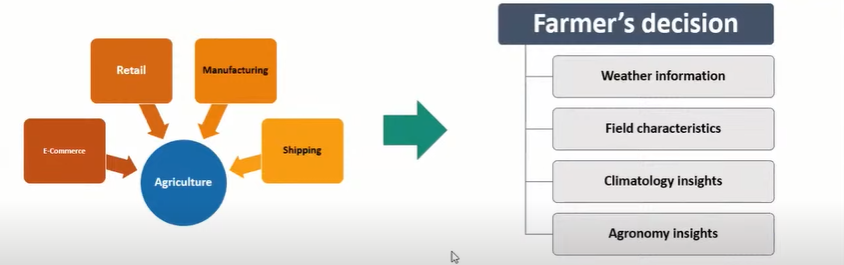 E-Commerce
Retail
Manufacturing
Shipping
Agriculture
Farmer's decision
Weather information
Field characteristics
Climatology insights
Agronomy insights